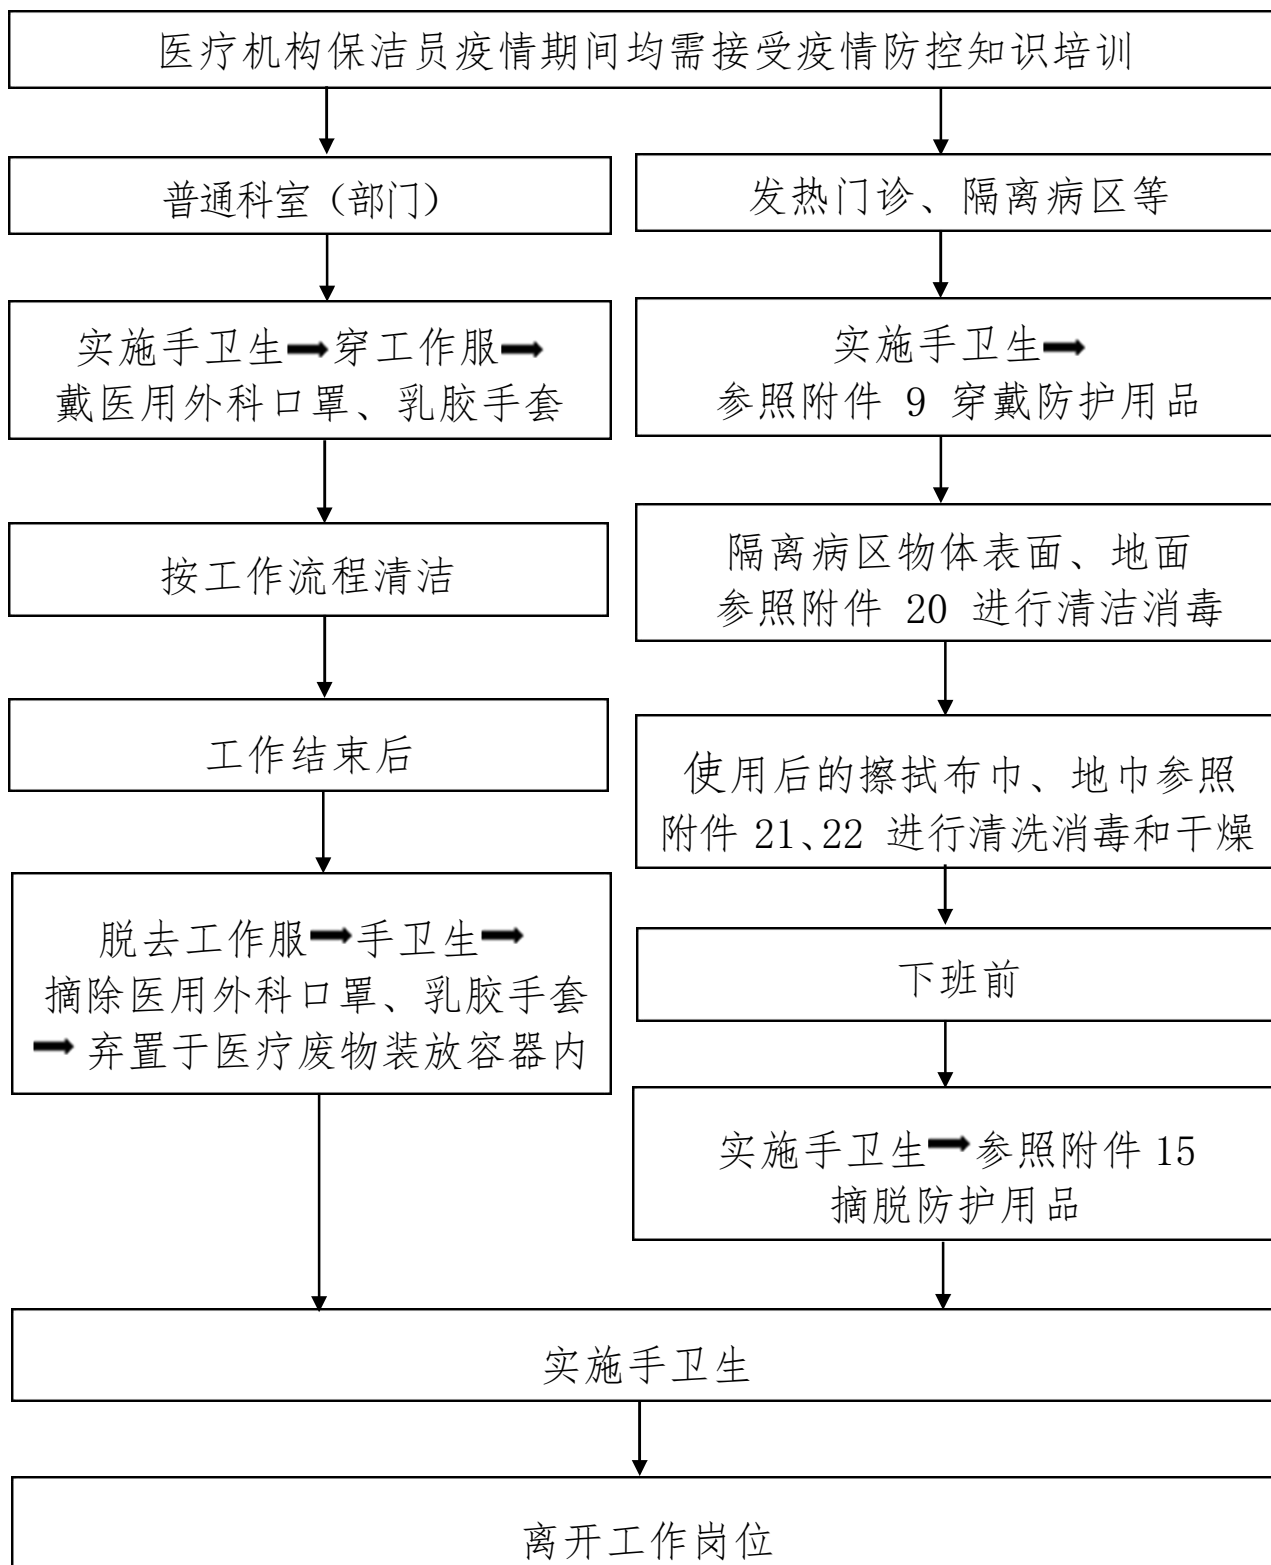 医疗机构保洁员疫情期间均需接受疫情防控知识培训
普通科室（部门）
实施手卫生➡穿工作服➡
戴医用外科口罩、乳胶手套
按工作流程清洁
工作结束后
脱去工作服➡手卫生➡
摘除医用外科口罩、乳胶手套
➡弃置于医疗废物装放容器内
发热门诊、隔离病区等
实施手卫生➡
参照附件 9 穿戴防护用品
隔离病区物体表面、地面
参照附件 20 进行清洁消毒
使用后的擦拭布巾、地巾参照
附件 21、22 进行清洗消毒和干燥
下班前
实施手卫生➡参照附件 15
摘脱防护用品
实施手卫生
离开工作岗位